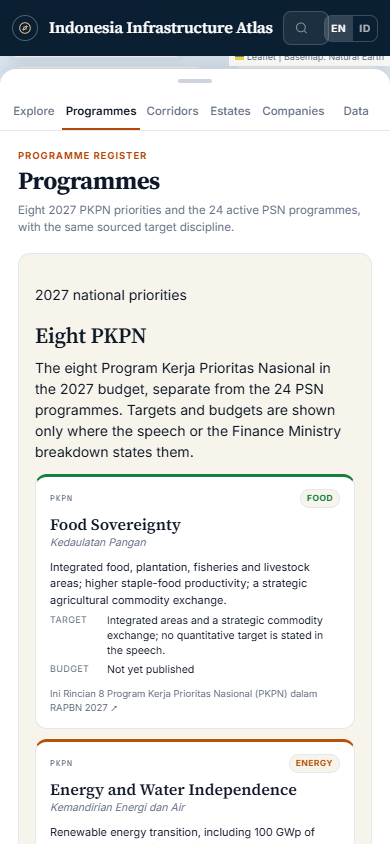 Indonesia Infrastructure Atlas
EN
ID
Leaflet | Basemap: Natural Earth
Explore
Programmes
Corridors
Estates
Companies
Data
PROGRAMME REGISTER
Programmes
Eight 2027 PKPN priorities and the 24 active PSN programmes,
with the same sourced target discipline.
2027 national priorities
Eight PKPN
The eight Program Kerja Prioritas Nasional in
the 2027 budget, separate from the 24 PSN
programmes. Targets and budgets are shown
only where the speech or the Finance Ministry
breakdown states them.
PKPN
FOOD
Food Sovereignty
Kedaulatan Pangan
Integrated food, plantation, fisheries and livestock
areas; higher staple-food productivity; a strategic
agricultural commodity exchange.
TARGET
Integrated areas and a strategic commodity
exchange; no quantitative target is stated in
the speech.
BUDGET
Not yet published
Ini Rincian 8 Program Kerja Prioritas Nasional (PKPN) dalam
RAPBN 2027 ↗
PKPN
ENERGY
Energy and Water Independence
Kemandirian Energi dan Air
Renewable energy transition, including 100 GWp of